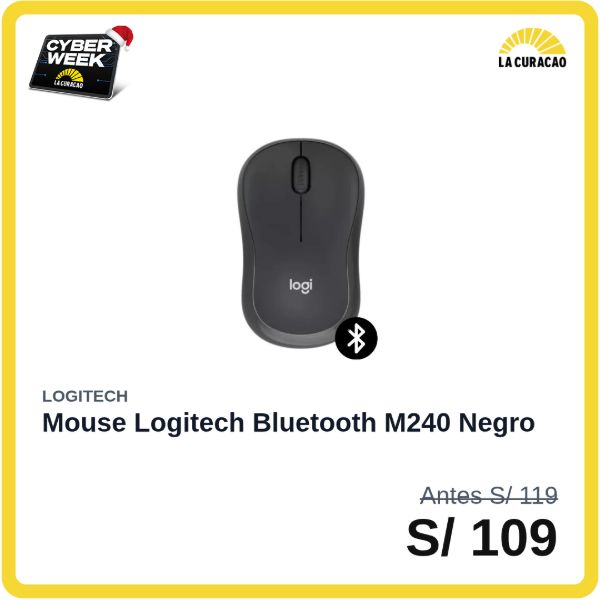 CYBER
WEEK
LA CURACAO
LA CURACAO
logi
LOGITECH
Mouse Logitech Bluetooth M240 Negro
Antes S/ 119
S/ 109